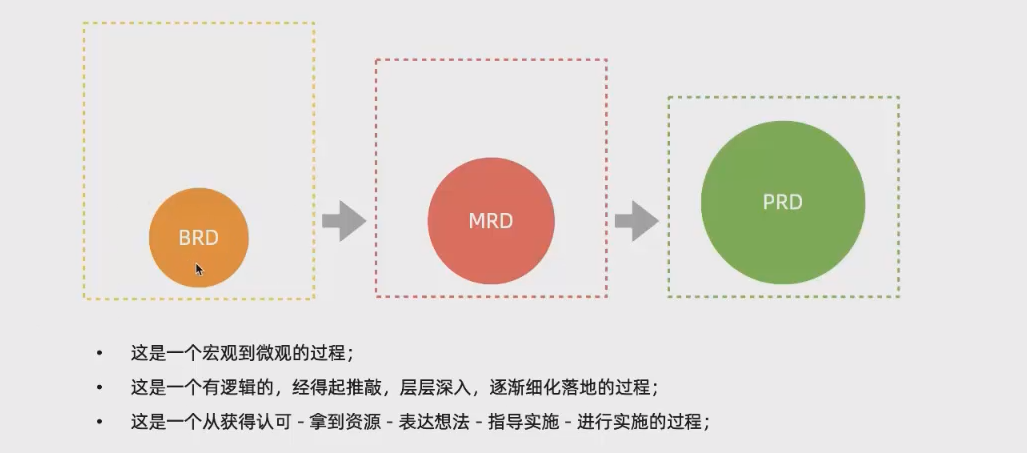 BRD
MRD
PRD
• 这是一个宏观到微观的过程；
• 这是一个有逻辑的，经得起推敲，层层深入，逐渐细化落地的过程；
• 这是一个从获得认可 - 拿到资源 - 表达想法 - 指导实施 - 进行实施的过程；